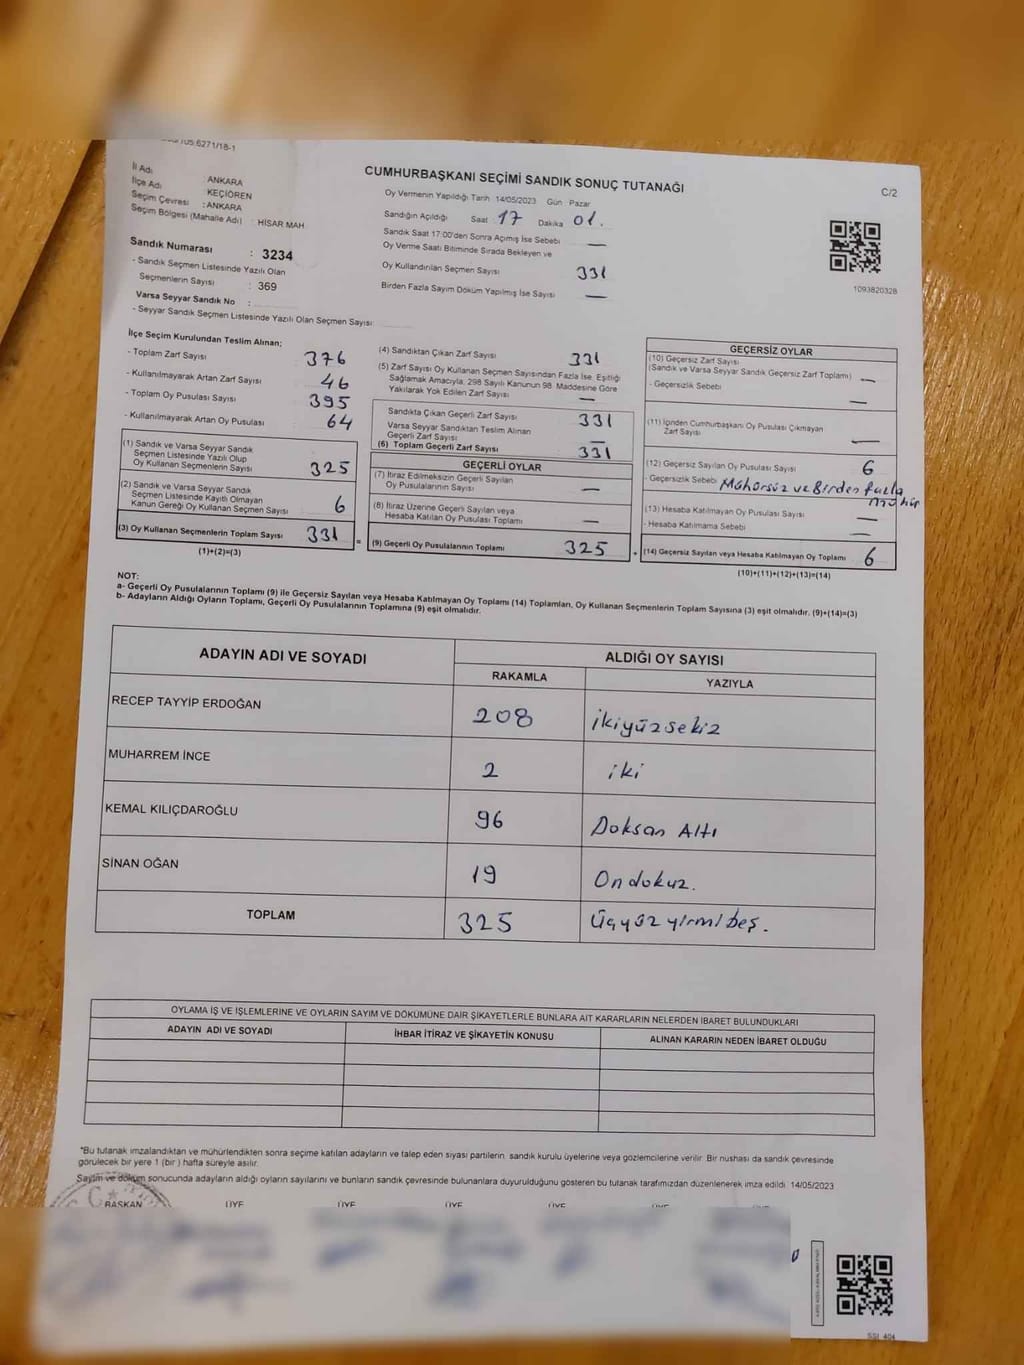 6271/18-1
CUMHURBAŞKANI SEÇİMİ SANDIK SONUÇ TUTANAĞI
C/2
İl Adı : ANKARA
İlçe Adı : KEÇİÖREN
Seçim Çevresi : ANKARA
Seçim Bölgesi (Mahalle Adı) : HİSAR MAH
Sandık Numarası : 3234
- Sandık Seçmen Listesinde Yazılı Olan
Seçmenlerin Sayısı : 369
Varsa Seyyar Sandık No :
- Seyyar Sandık Seçmen Listesinde Yazılı Olan Seçmen Sayısı:
Oy Vermenin Yapıldığı Tarih 14/05/2023 Gün : Pazar
Sandığın Açıldığı Saat 17 Dakika 01.
Sandık Saat 17:00'den Sonra Açımış İse Sebebi —
Oy Verme Saati Bitiminde Sırada Bekleyen ve
Oy Kullandırılan Seçmen Sayısı 331
Birden Fazla Sayım Döküm Yapılmış İse Sayısı —
1093820328
İlçe Seçim Kurulundan Teslim Alınan;
- Toplam Zarf Sayısı 376
- Kullanılmayarak Artan Zarf Sayısı 46
- Toplam Oy Pusulası Sayısı 395
- Kullanılmayarak Artan Oy Pusulası 64
(1) Sandık ve Varsa Seyyar Sandık
Seçmen Listesinde Yazılı Olup
Oy Kullanan Seçmenlerin Sayısı 325
(2) Sandık ve Varsa Seyyar Sandık
Seçmen Listesinde Kayıtlı Olmayan
Kanun Gereği Oy Kullanan Seçmen Sayısı 6
(3) Oy Kullanan Seçmenlerin Toplam Sayısı 331
(1)+(2)=(3)
(4) Sandıktan Çıkan Zarf Sayısı 331
(5) Zarf Sayısı Oy Kullanan Seçmen Sayısından Fazla İse, Eşitliği
Sağlamak Amacıyla, 298 Sayılı Kanunun 98. Maddesine Göre
Yakılarak Yok Edilen Zarf Sayısı —
Sandıkta Çıkan Geçerli Zarf Sayısı 331
Varsa Seyyar Sandıktan Teslim Alınan
Geçerli Zarf Sayısı —
(6) Toplam Geçerli Zarf Sayısı 331
GEÇERLİ OYLAR
(7) İtiraz Edilmeksizin Geçerli Sayılan
Oy Pusulalarının Sayısı —
(8) İtiraz Üzerine Geçerli Sayılan veya
Hesaba Katılan Oy Pusulası Toplamı —
= (9) Geçerli Oy Pusulalarının Toplamı 325
GEÇERSİZ OYLAR
(10) Geçersiz Zarf Sayısı
(Sandık ve Varsa Seyyar Sandık Geçersiz Zarf Toplamı) —
- Geçersizlik Sebebi —
(11) İçinden Cumhurbaşkanı Oy Pusulası Çıkmayan
Zarf Sayısı —
(12) Geçersiz Sayılan Oy Pusulası Sayısı 6
- Geçersizlik Sebebi Mühürsüz ve Birden fazla
mühür
(13) Hesaba Katılmayan Oy Pusulası Sayısı —
- Hesaba Katılmama Sebebi —
+ (14) Geçersiz Sayılan veya Hesaba Katılmayan Oy Toplamı 6
(10)+(11)+(12)+(13)=(14)
NOT:
a- Geçerli Oy Pusulalarının Toplamı (9) ile Geçersiz Sayılan veya Hesaba Katılmayan Oy Toplamı (14) Toplamları, Oy Kullanan Seçmenlerin Toplam Sayısına (3) eşit olmalıdır. (9)+(14)=(3)
b- Adayların Aldığı Oyların Toplamı, Geçerli Oy Pusulalarının Toplamına (9) eşit olmalıdır.
ADAYIN ADI VE SOYADI
ALDIĞI OY SAYISI
RAKAMLA YAZIYLA
RECEP TAYYİP ERDOĞAN 208 ikiyüzsekiz
MUHARREM İNCE 2 iki
KEMAL KILIÇDAROĞLU 96 Doksan Altı
SİNAN OĞAN 19 Ondokuz.
TOPLAM 325 Üçyüzyirmibeş.
OYLAMA İŞ VE İŞLEMLERİNE VE OYLARIN SAYIM VE DÖKÜMÜNE DAİR ŞİKAYETLERLE BUNLARA AİT KARARLARIN NELERDEN İBARET BULUNDUKLARI
ADAYIN ADI VE SOYADI İHBAR İTİRAZ VE ŞİKAYETİN KONUSU ALINAN KARARIN NEDEN İBARET OLDUĞU
*Bu tutanak imzalandıktan ve mühürlendikten sonra seçime katılan adayların ve talep eden siyasi partilerin, sandık kurulu üyelerine veya gözlemcilerine verilir. Bir nushası da sandık çevresinde
görülecek bir yere 1 (bir ) hafta süreyle asılır.
Sayım ve döküm sonucunda adayların aldığı oyların sayılarını ve bunların sandık çevresinde bulunanlara duyurulduğunu gösteren bu tutanak tarafımızdan düzenlenerek imza edildi. 14/05/2023
BAŞKAN ÜYE ÜYE ÜYE ÜYE ÜYE ÜYE
SSI_404